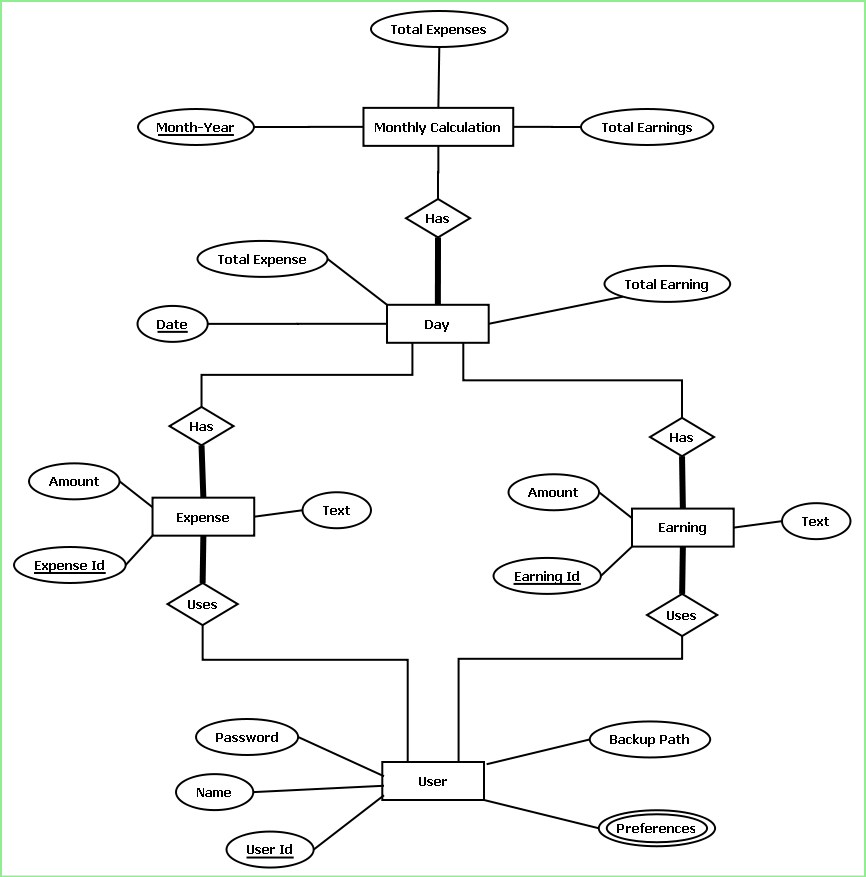 Total Expenses
Month-Year
Monthly Calculation
Total Earnings
Has
Total Expense
Total Earning
Date
Day
Has
Has
Amount
Expense
Text
Expense Id
Amount
Earning
Text
Earning Id
Uses
Uses
Password
Backup Path
User
Name
Preferences
User Id